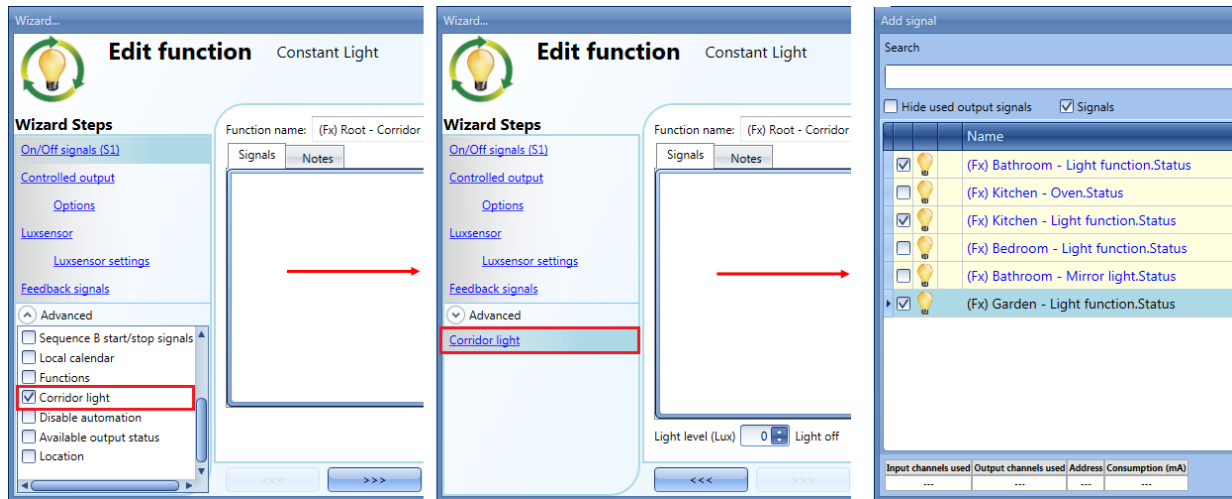 Wizard...
Edit function Constant Light
Wizard Steps
On/Off signals (S1)
Controlled output
Options
Luxsensor
Luxsensor settings
Feedback signals
Advanced
Sequence B start/stop signals
Local calendar
Functions
Corridor light
Disable automation
Available output status
Location
Function name: (Fx) Root - Corridor
Signals Notes
<<< >>>
Wizard...
Edit function Constant Light
Wizard Steps
On/Off signals (S1)
Controlled output
Options
Luxsensor
Luxsensor settings
Feedback signals
Advanced
Corridor light
Function name: (Fx) Root - Corridor
Signals Notes
Light level (Lux) 0 Light off
<<< >>>
Add signal
Search
Hide used output signals Signals
Name
(Fx) Bathroom - Light function.Status
(Fx) Kitchen - Oven.Status
(Fx) Kitchen - Light function.Status
(Fx) Bedroom - Light function.Status
(Fx) Bathroom - Mirror light.Status
(Fx) Garden - Light function.Status
Input channels used Output channels used Address Consumption (mA)
--- --- --- ---